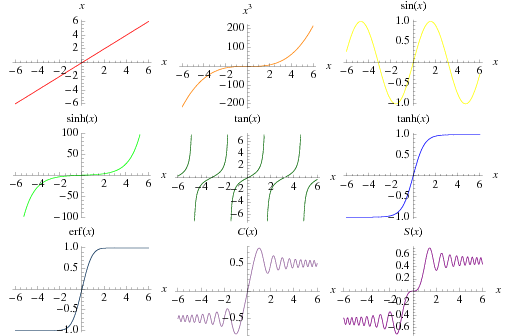 x
x³
sin(x)
6
4
2
−2
−4
−6
−6 −4 −2 2 4 6 x
200
100
−100
−200
−6 −4 −2 2 4 6 x
1.0
0.5
−0.5
−1.0
−6 −4 −2 2 4 6 x
sinh(x)
tan(x)
tanh(x)
100
50
−50
−100
−6 −4 −2 2 4 6 x
6
4
2
−2
−4
−6
−6 −4 −2 2 4 6 x
1.0
0.5
−0.5
−1.0
−6 −4 −2 2 4 6 x
erf(x)
C(x)
S(x)
1.0
0.5
−0.5
−1.0
−6 −4 −2 2 4 6 x
0.5
−0.5
−6 −4 −2 2 4 6 x
0.6
0.4
0.2
−0.2
−0.4
−0.6
−6 −4 −2 2 4 6 x